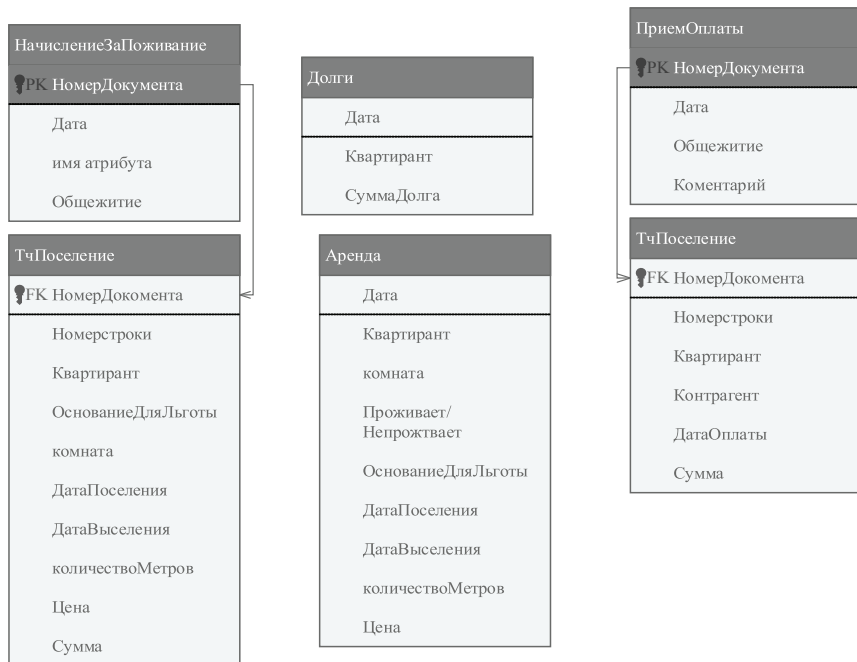 НачислениеЗаПоживание
PK НомерДокумента
Дата
имя атрибута
Общежитие
ТчПоселение
FK НомерДокомента
Номерстроки
Квартирант
ОснованиеДляЛьготы
комната
ДатаПоселения
ДатаВыселения
количествоМетров
Цена
Сумма
Долги
Дата
Квартирант
СуммаДолга
Аренда
Дата
Квартирант
комната
Проживает/
Непрожтвает
ОснованиеДляЛьготы
ДатаПоселения
ДатаВыселения
количествоМетров
Цена
ПриемОплаты
PK НомерДокумента
Дата
Общежитие
Коментарий
ТчПоселение
FK НомерДокомента
Номерстроки
Квартирант
Контрагент
ДатаОплаты
Сумма